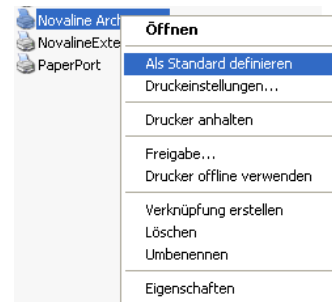 Novaline Arch
NovalineExte
PaperPort
Öffnen
Als Standard definieren
Druckeinstellungen...
Drucker anhalten
Freigabe...
Drucker offline verwenden
Verknüpfung erstellen
Löschen
Umbenennen
Eigenschaften